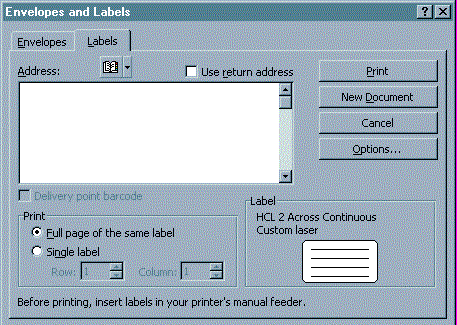 Envelopes and Labels
Envelopes
Labels
Address:
Use return address
Print
New Document
Cancel
Options...
Delivery point barcode
Print
Full page of the same label
Single label
Row: 1
Column: 1
Label
HCL 2 Across Continuous
Custom laser
Before printing, insert labels in your printer's manual feeder.